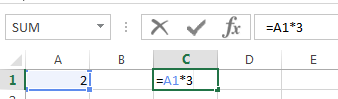 SUM fx =A1*3
A B C D E
1 2 =A1*3